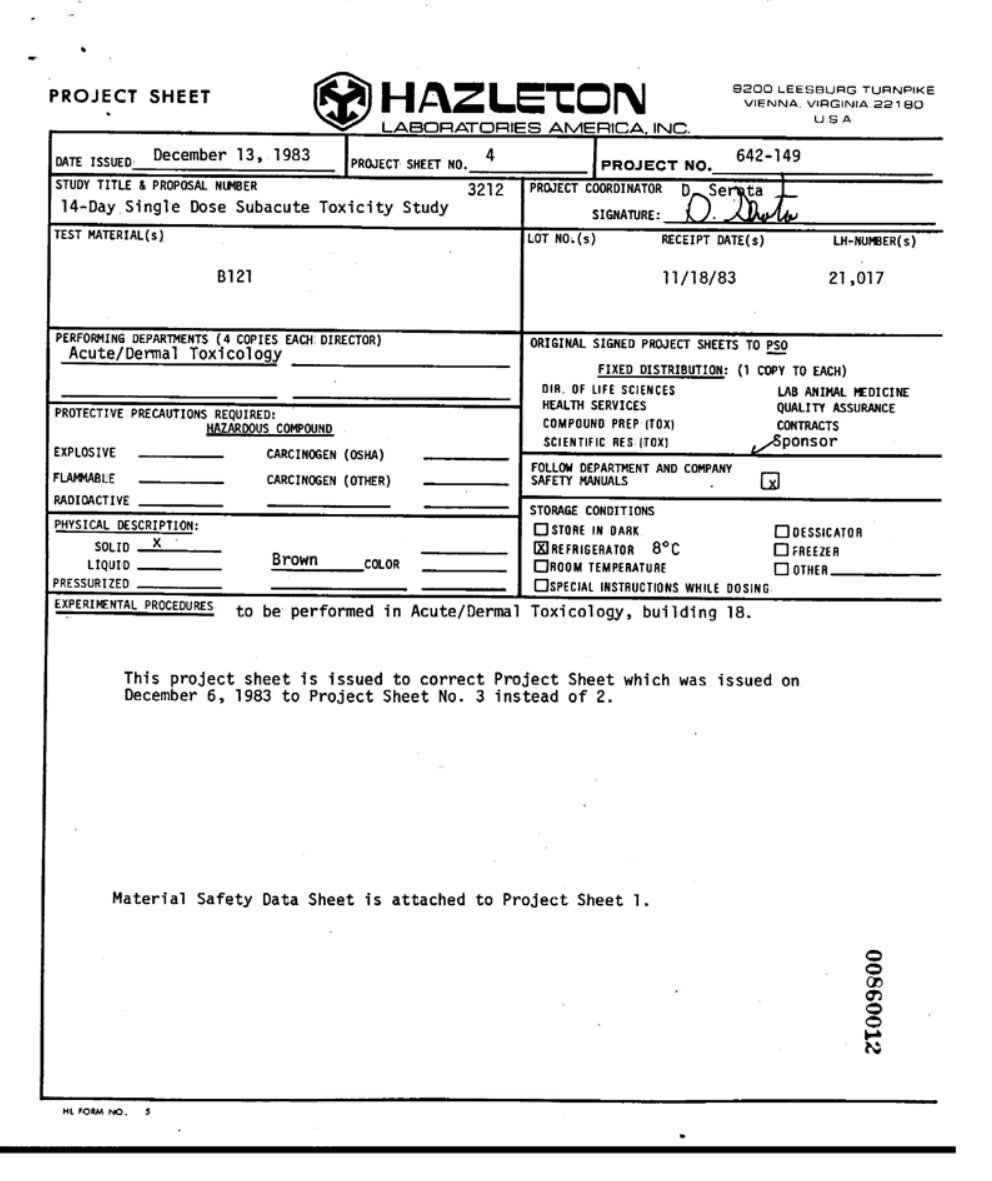 PROJECT SHEET
HAZLETON
LABORATORIES AMERICA, INC.
9200 LEESBURG TURNPIKE
VIENNA, VIRGINIA 22180
U S A
DATE ISSUED December 13, 1983 PROJECT SHEET NO. 4 PROJECT NO. 642-149
STUDY TITLE & PROPOSAL NUMBER 3212
14-Day Single Dose Subacute Toxicity Study
PROJECT COORDINATOR D. Serota
SIGNATURE: D. Serota
TEST MATERIAL(s)
B121
LOT NO.(s) RECEIPT DATE(s) LH-NUMBER(s)
11/18/83 21,017
PERFORMING DEPARTMENTS (4 COPIES EACH DIRECTOR)
Acute/Dermal Toxicology
ORIGINAL SIGNED PROJECT SHEETS TO PSO
FIXED DISTRIBUTION: (1 COPY TO EACH)
DIR. OF LIFE SCIENCES LAB ANIMAL MEDICINE
HEALTH SERVICES QUALITY ASSURANCE
COMPOUND PREP (TOX) CONTRACTS
SCIENTIFIC RES (TOX) Sponsor
PROTECTIVE PRECAUTIONS REQUIRED:
HAZARDOUS COMPOUND
EXPLOSIVE CARCINOGEN (OSHA)
FLAMMABLE CARCINOGEN (OTHER)
RADIOACTIVE
FOLLOW DEPARTMENT AND COMPANY
SAFETY MANUALS x
PHYSICAL DESCRIPTION:
SOLID X
LIQUID Brown COLOR
PRESSURIZED
STORAGE CONDITIONS
STORE IN DARK DESSICATOR
X REFRIGERATOR 8°C FREEZER
ROOM TEMPERATURE OTHER
SPECIAL INSTRUCTIONS WHILE DOSING
EXPERIMENTAL PROCEDURES to be performed in Acute/Dermal Toxicology, building 18.
This project sheet is issued to correct Project Sheet which was issued on
December 6, 1983 to Project Sheet No. 3 instead of 2.
Material Safety Data Sheet is attached to Project Sheet 1.
00860012
HL FORM NO. 5